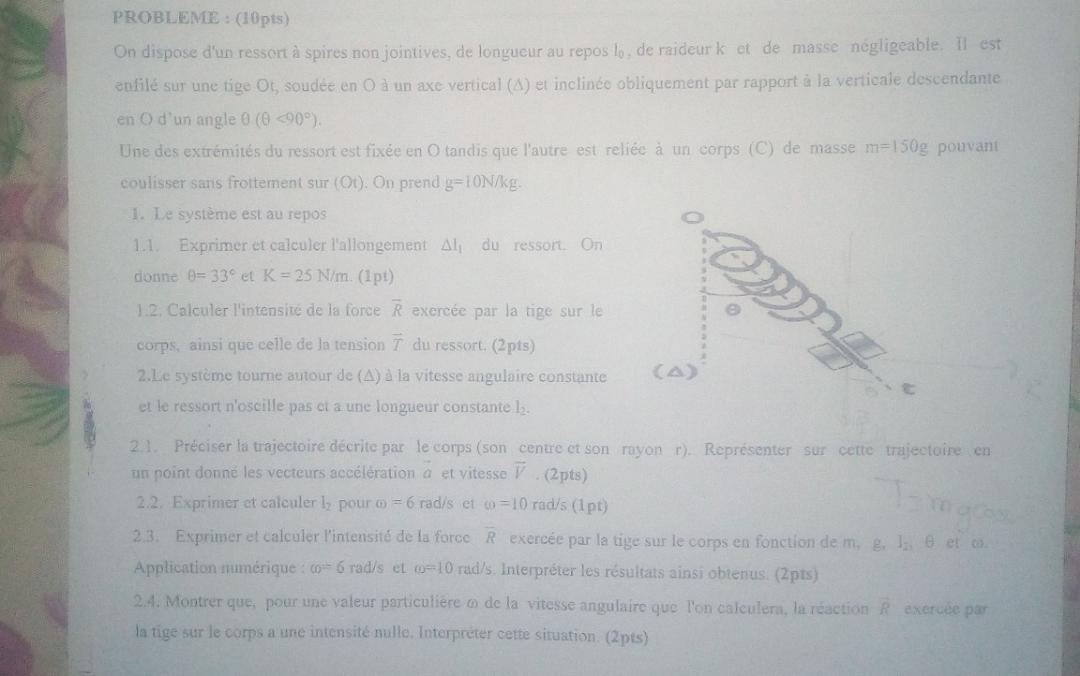 PROBLEME : (10pts)
On dispose d'un ressort à spires non jointives, de longueur au repos l₀, de raideur k et de masse négligeable. Il est
enfilé sur une tige Ot, soudée en O à un axe vertical (Δ) et inclinée obliquement par rapport à la verticale descendante
en O d'un angle θ (θ <90°).
Une des extrémités du ressort est fixée en O tandis que l'autre est reliée à un corps (C) de masse m=150g pouvant
coulisser sans frottement sur (Ot). On prend g=10N/kg.
1. Le système est au repos
1.1. Exprimer et calculer l'allongement Δl₁ du ressort. On
donne θ= 33° et K = 25 N/m. (1pt)
1.2. Calculer l'intensité de la force R⃗ exercée par la tige sur le
corps, ainsi que celle de la tension T⃗ du ressort. (2pts)
2.Le système tourne autour de (Δ) à la vitesse angulaire constante
et le ressort n'oscille pas et a une longueur constante l₂.
O
θ
(Δ)
t
2.1. Préciser la trajectoire décrite par le corps (son centre et son rayon r). Représenter sur cette trajectoire en
un point donné les vecteurs accélération a⃗ et vitesse V⃗ . (2pts)
2.2. Exprimer et calculer l₂ pour ω = 6 rad/s et ω =10 rad/s (1pt)
T = mgcos
2.3. Exprimer et calculer l'intensité de la force R⃗ exercée par la tige sur le corps en fonction de m, g, l₂, θ et ω.
Application numérique : ω= 6 rad/s et ω=10 rad/s. Interpréter les résultats ainsi obtenus. (2pts)
2.4. Montrer que, pour une valeur particulière ω de la vitesse angulaire que l'on calculera, la réaction R⃗ exercée par
la tige sur le corps a une intensité nulle. Interpréter cette situation. (2pts)